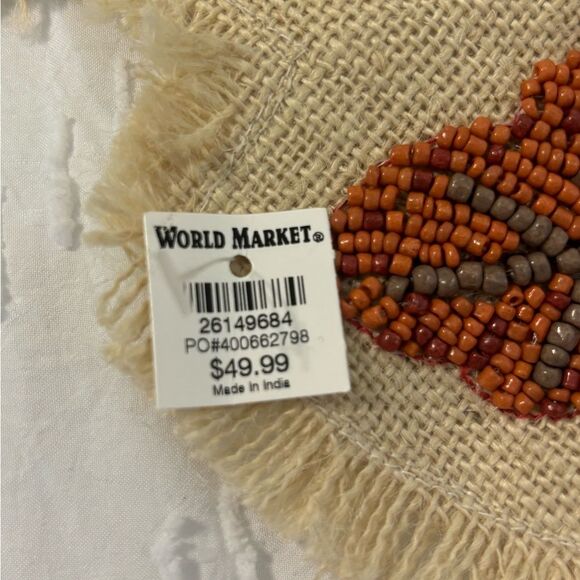 WORLD MARKET®
26149684
PO#400662798
$49.99
Made in India